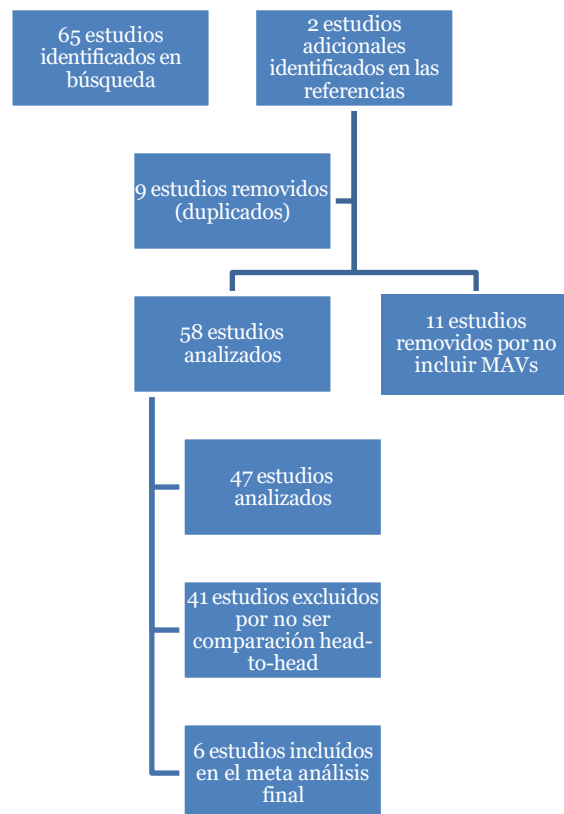 65 estudios
identificados en
búsqueda
2 estudios
adicionales
identificados en las
referencias
9 estudios removidos
(duplicados)
58 estudios
analizados
11 estudios
removidos por no
incluir MAVs
47 estudios
analizados
41 estudios excluidos
por no ser
comparación head-
to-head
6 estudios incluídos
en el meta análisis
final